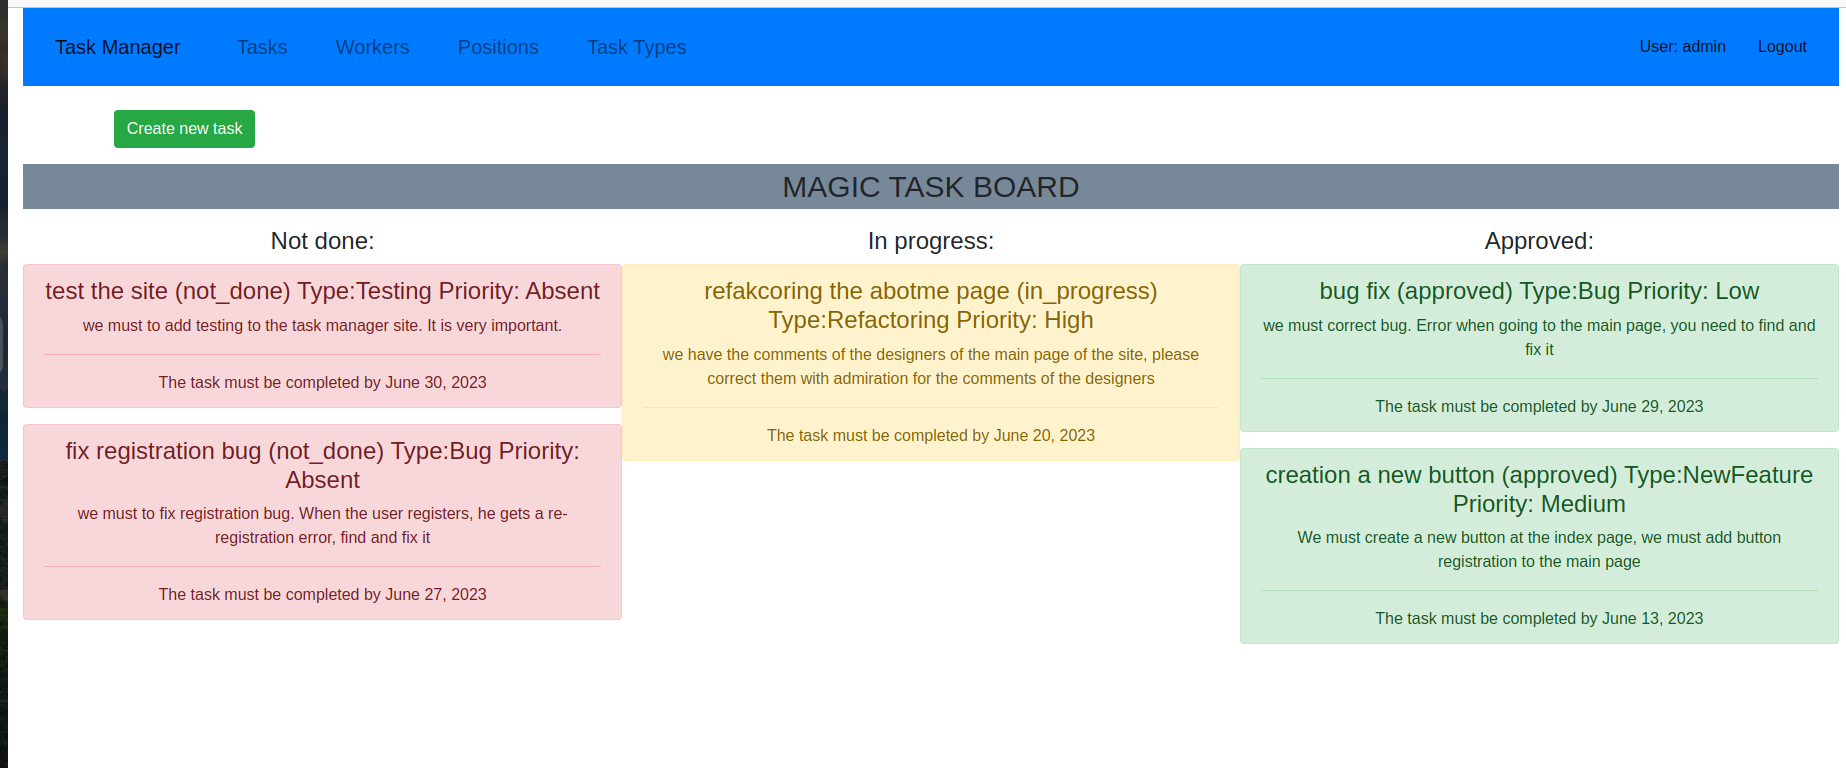 Task Manager
Tasks
Workers
Positions
Task Types
User: admin
Logout
Create new task
MAGIC TASK BOARD
Not done:
test the site (not_done) Type:Testing Priority: Absent
we must to add testing to the task manager site. It is very important.
The task must be completed by June 30, 2023
fix registration bug (not_done) Type:Bug Priority:
Absent
we must to fix registration bug. When the user registers, he gets a re-
registration error, find and fix it
The task must be completed by June 27, 2023
In progress:
refakcoring the abotme page (in_progress)
Type:Refactoring Priority: High
we have the comments of the designers of the main page of the site, please
correct them with admiration for the comments of the designers
The task must be completed by June 20, 2023
Approved:
bug fix (approved) Type:Bug Priority: Low
we must correct bug. Error when going to the main page, you need to find and
fix it
The task must be completed by June 29, 2023
creation a new button (approved) Type:NewFeature
Priority: Medium
We must create a new button at the index page, we must add button
registration to the main page
The task must be completed by June 13, 2023